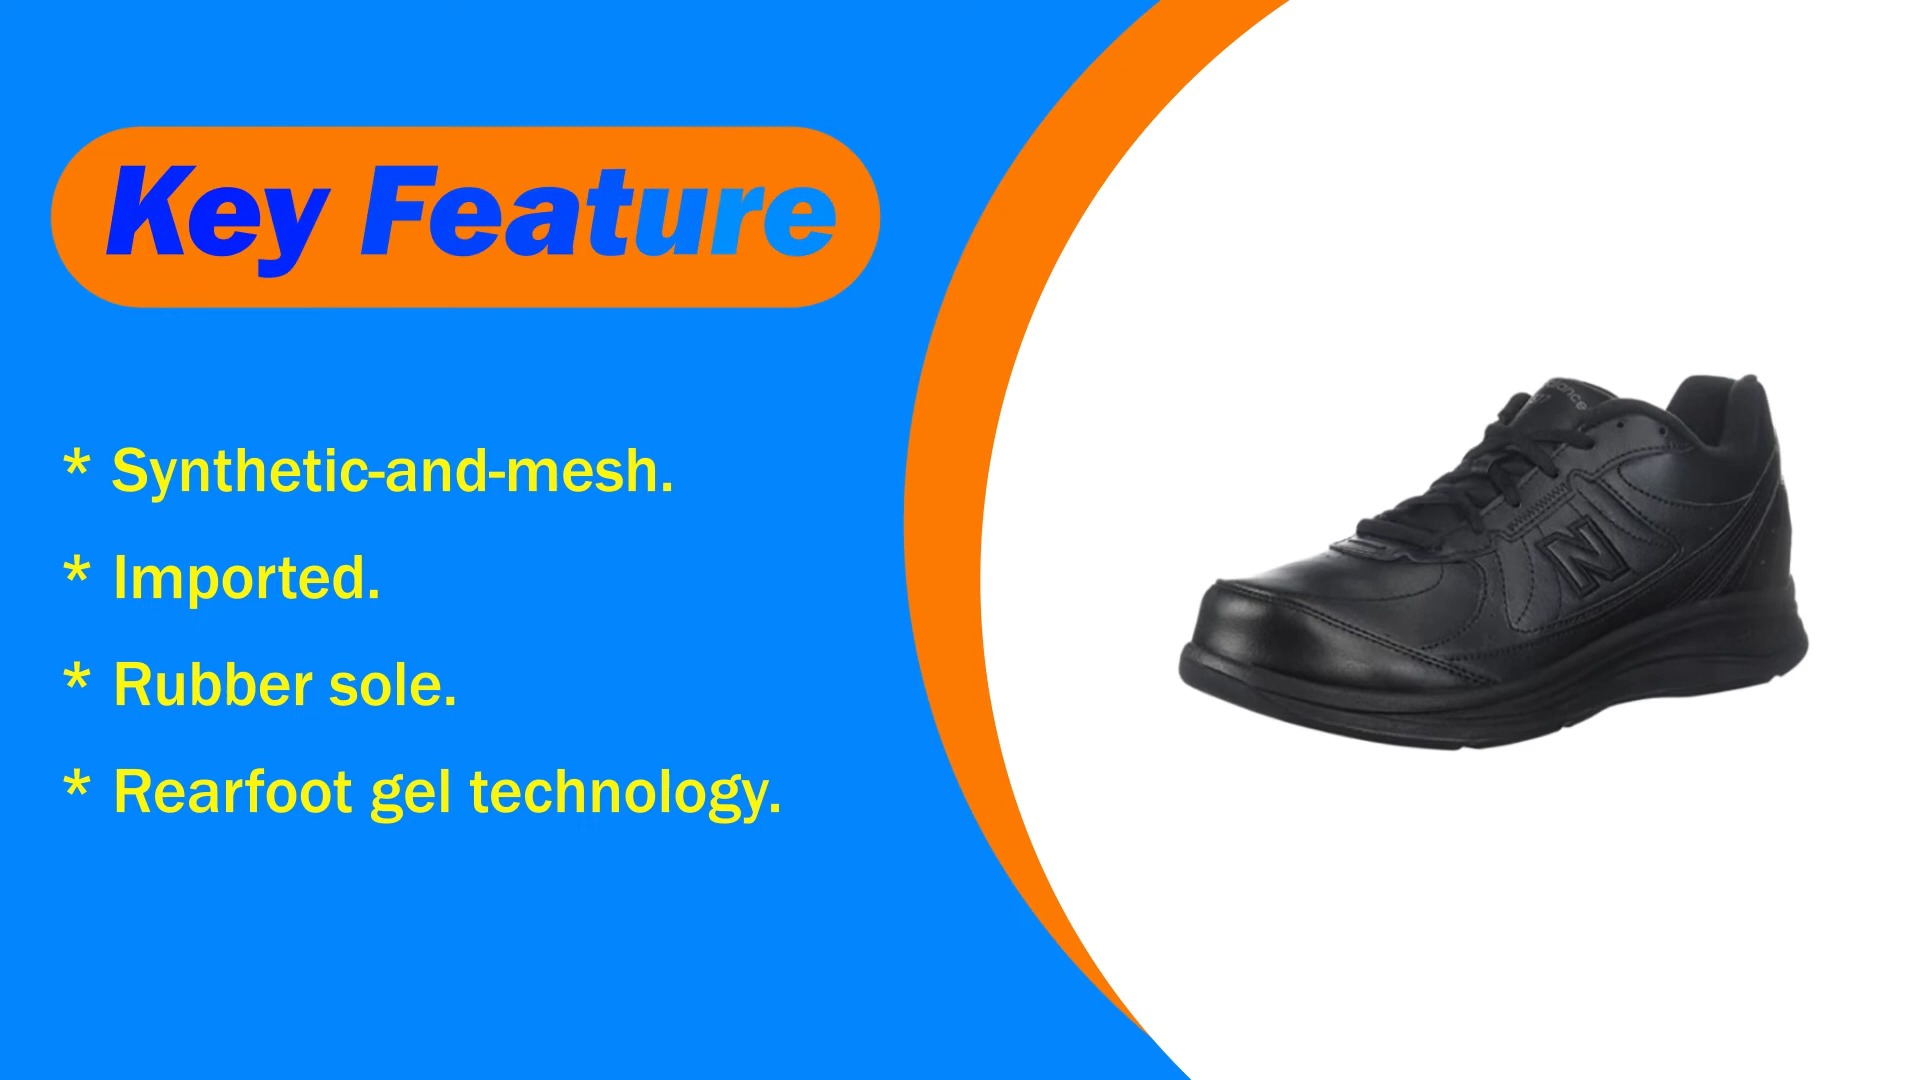 Key Feature
* Synthetic-and-mesh.
* Imported.
* Rubber sole.
* Rearfoot gel technology.
N